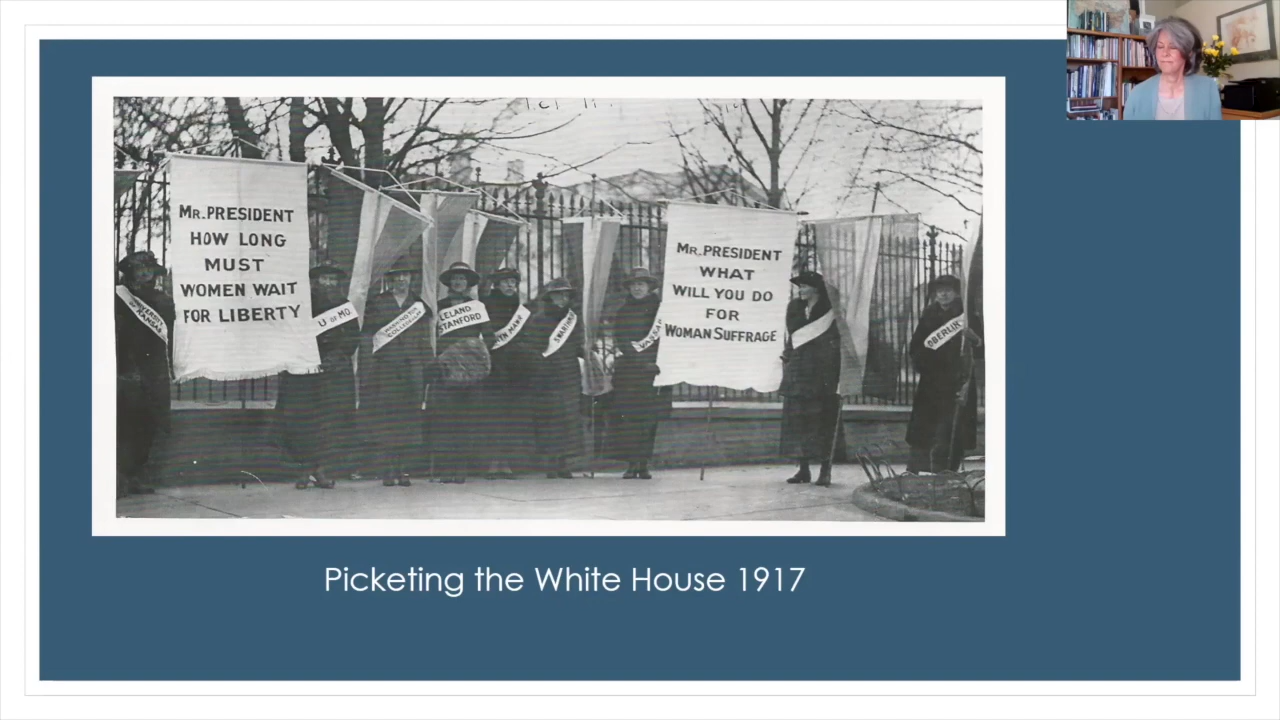 MR. PRESIDENT
HOW LONG
MUST
WOMEN WAIT
FOR LIBERTY
U OF MO.
LELAND
STANFORD
VASSAR
MR. PRESIDENT
WHAT
WILL YOU DO
FOR
WOMAN SUFFRAGE
OBERLIN
Picketing the White House 1917